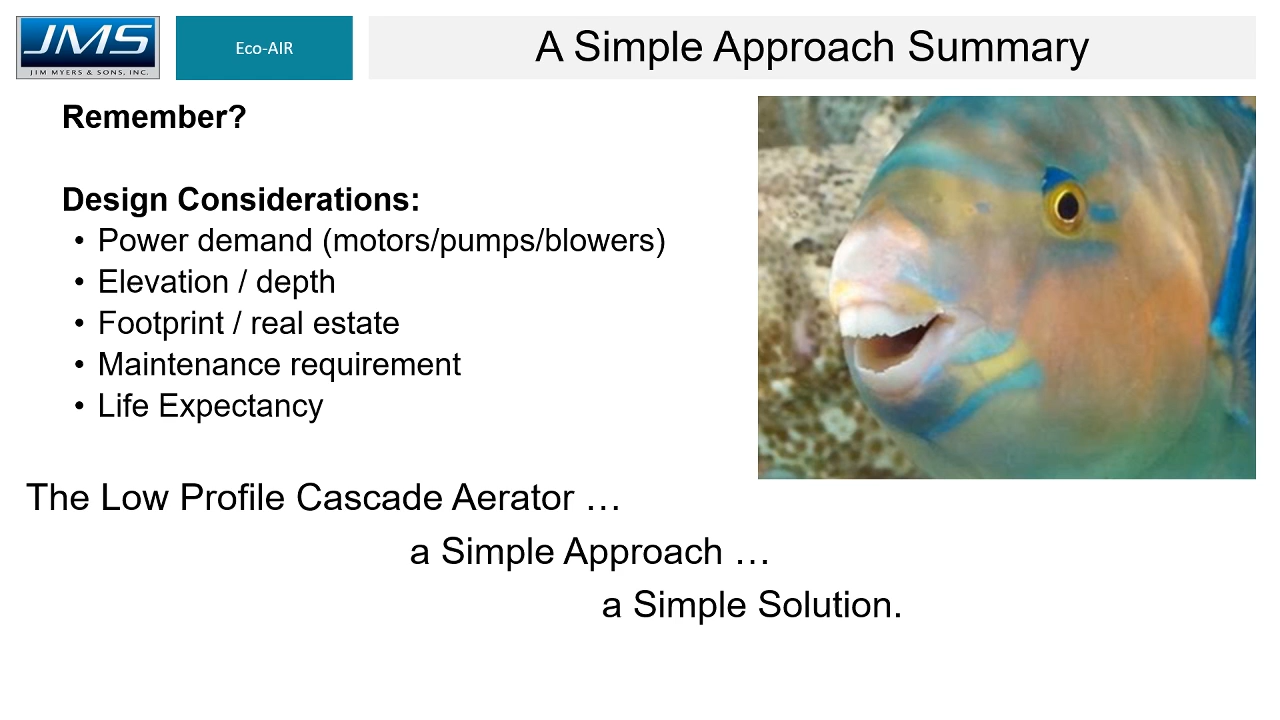 JMS
JIM MYERS & SONS, INC.
Eco-AIR
A Simple Approach Summary
Remember?
Design Considerations:
• Power demand (motors/pumps/blowers)
• Elevation / depth
• Footprint / real estate
• Maintenance requirement
• Life Expectancy
The Low Profile Cascade Aerator …
a Simple Approach …
a Simple Solution.